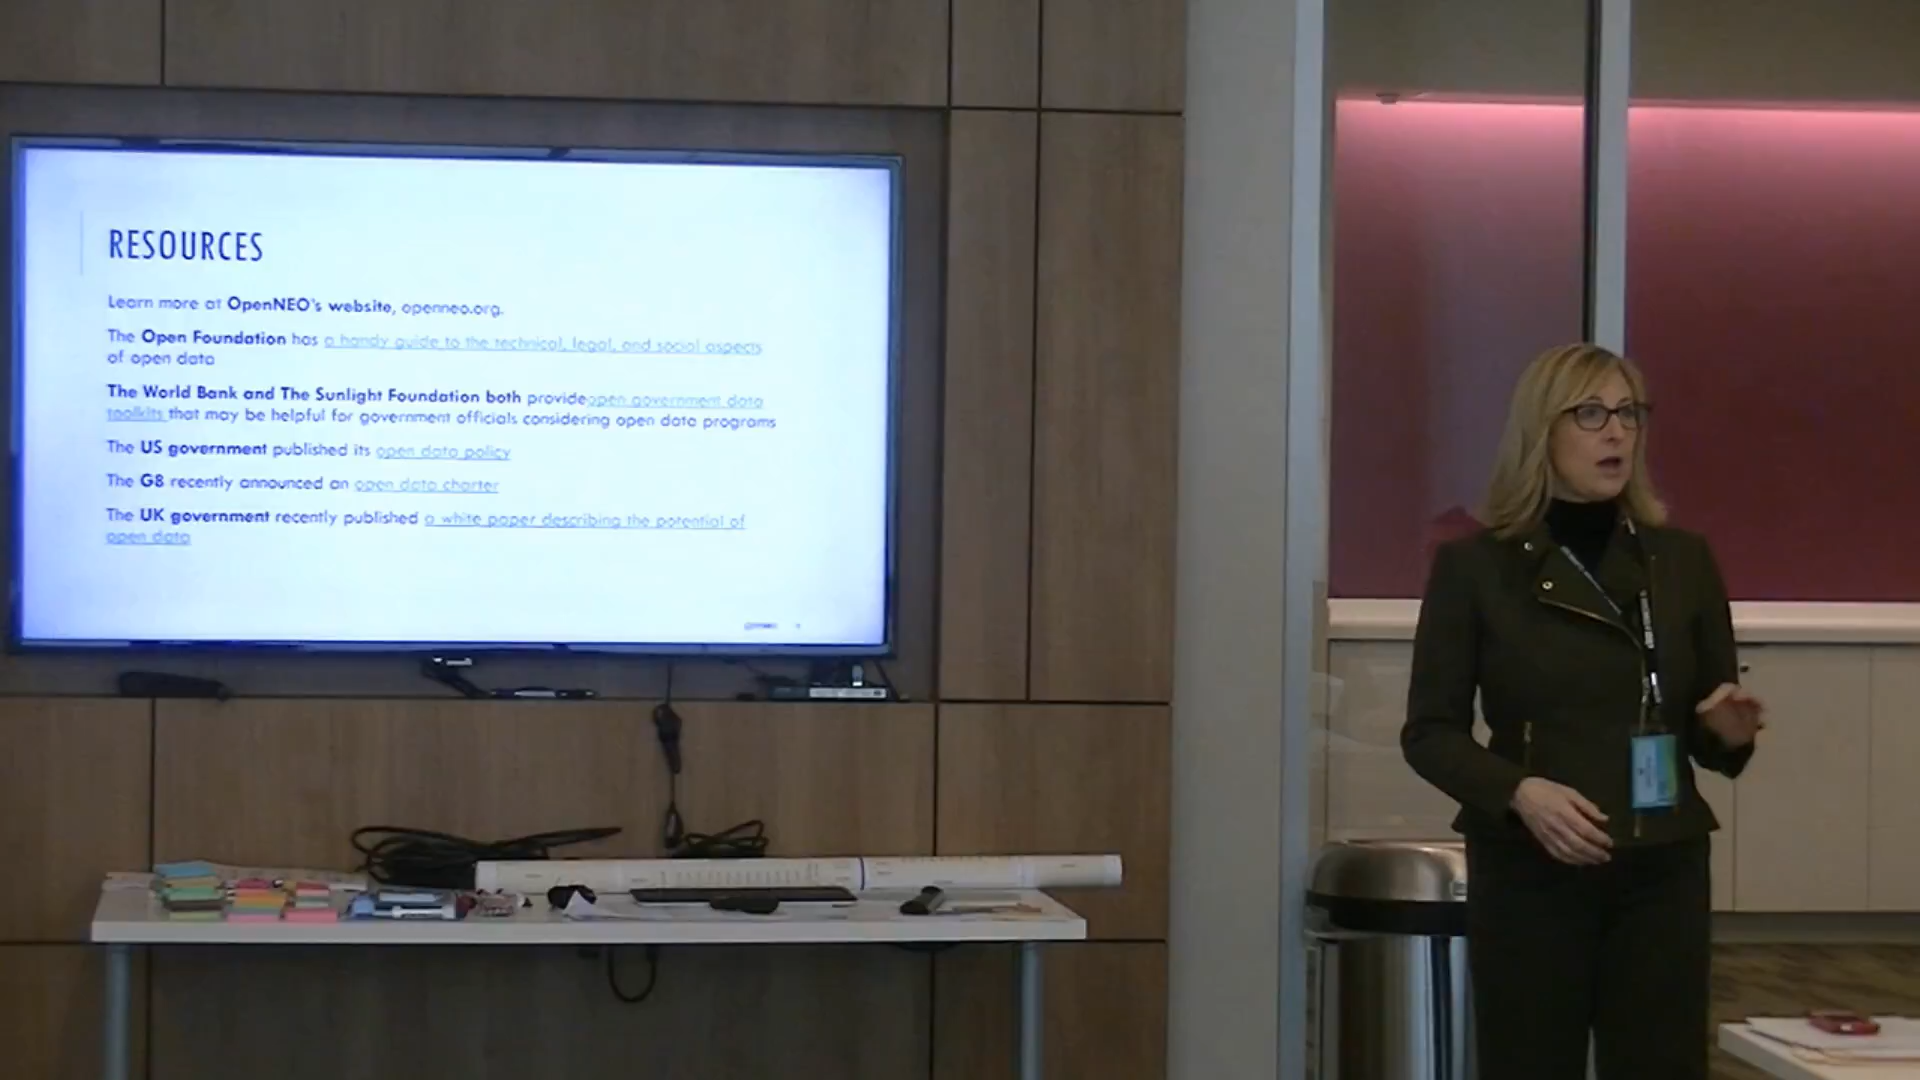 RESOURCES
Learn more at OpenNEO's website, openneo.org.
The Open Foundation has a handy guide to the technical, legal, and social aspects
of open data
The World Bank and The Sunlight Foundation both provideopen government data
toolkits that may be helpful for government officials considering open data programs
The US government published its open data policy
The G8 recently announced an open data charter
The UK government recently published a white paper describing the potential of
open data